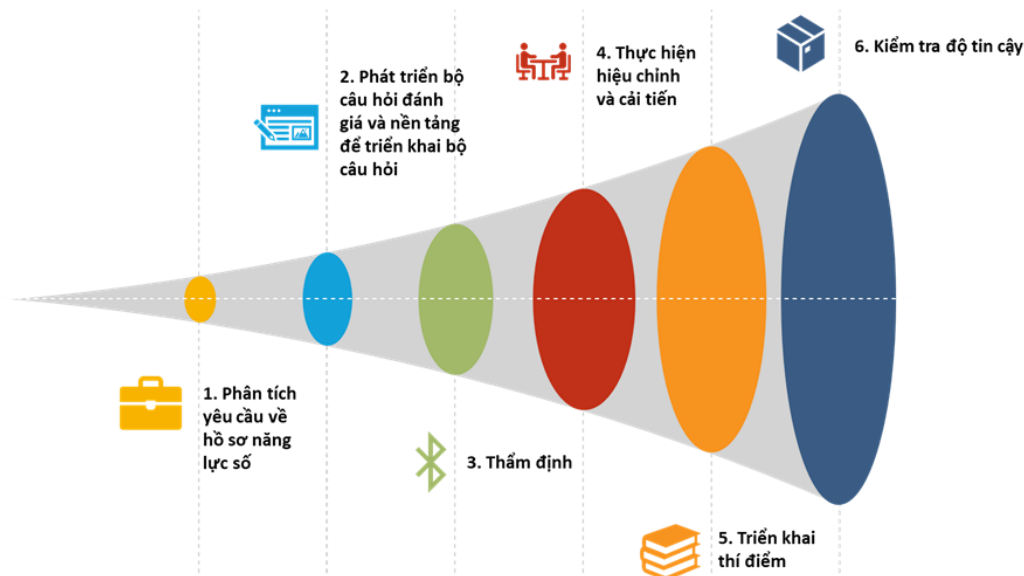 1. Phân tích
yêu cầu về
hồ sơ năng
lực số
2. Phát triển bộ
câu hỏi đánh
giá và nền tảng
để triển khai bộ
câu hỏi
3. Thẩm định
4. Thực hiện
hiệu chỉnh
và cải tiến
5. Triển khai
thí điểm
6. Kiểm tra độ tin cậy